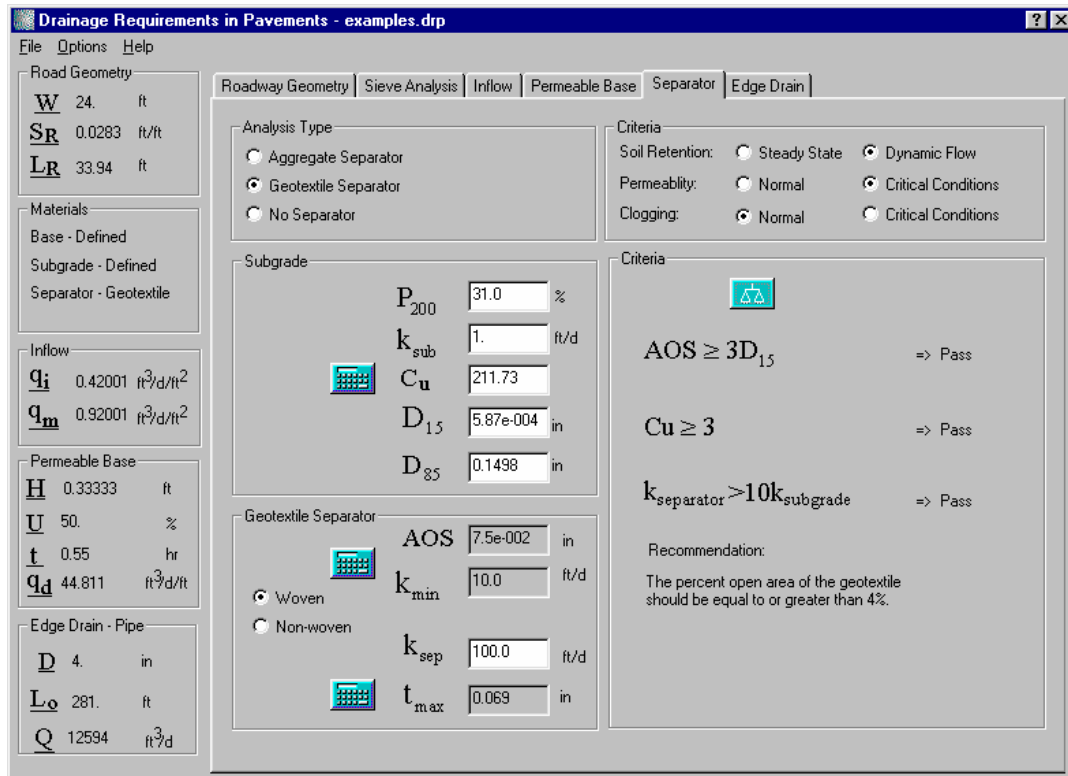 Drainage Requirements in Pavements - examples.drp
File Options Help
Road Geometry
W 24. ft
SR 0.0283 ft/ft
LR 33.94 ft
Materials
Base - Defined
Subgrade - Defined
Separator - Geotextile
Inflow
qi 0.42001 ft3/d/ft2
qm 0.92001 ft3/d/ft2
Permeable Base
H 0.33333 ft
U 50. %
t 0.55 hr
qd 44.811 ft3/d/ft
Edge Drain - Pipe
D 4. in
Lo 281. ft
Q 12594 ft3/d
Roadway Geometry Sieve Analysis Inflow Permeable Base Separator Edge Drain
Analysis Type
Aggregate Separator
Geotextile Separator
No Separator
Criteria
Soil Retention: Steady State Dynamic Flow
Permeablity: Normal Critical Conditions
Clogging: Normal Critical Conditions
Subgrade
P200 31.0 %
ksub 1. ft/d
Cu 211.73
D15 5.87e-004 in
D85 0.1498 in
Geotextile Separator
AOS 7.5e-002 in
kmin 10.0 ft/d
Woven
Non-woven
ksep 100.0 ft/d
tmax 0.069 in
Criteria
AOS ≥ 3D15 => Pass
Cu ≥ 3 => Pass
kseparator >10ksubgrade => Pass
Recommendation:
The percent open area of the geotextile
should be equal to or greater than 4%.